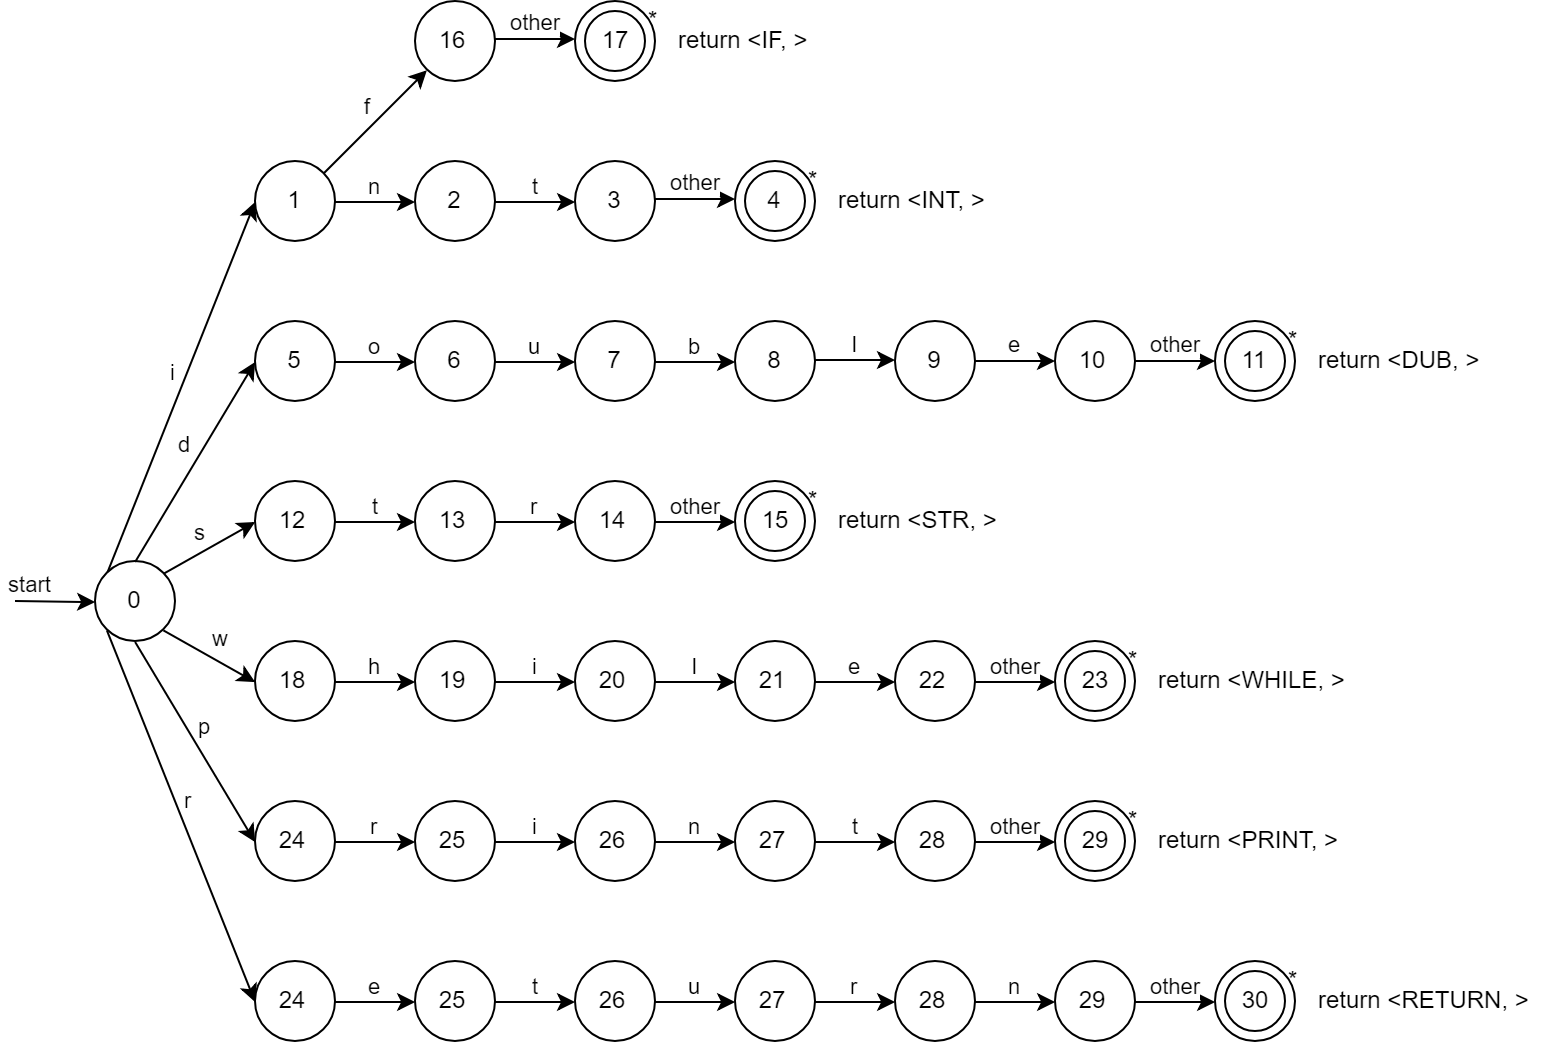 16 other 17 * return <IF, >
f
1 n 2 t 3 other 4 * return <INT, >
i
5 o 6 u 7 b 8 l 9 e 10 other 11 * return <DUB, >
d
12 t 13 r 14 other 15 * return <STR, >
s
start 0
w
18 h 19 i 20 l 21 e 22 other 23 * return <WHILE, >
p
24 r 25 i 26 n 27 t 28 other 29 * return <PRINT, >
r
24 e 25 t 26 u 27 r 28 n 29 other 30 * return <RETURN, >